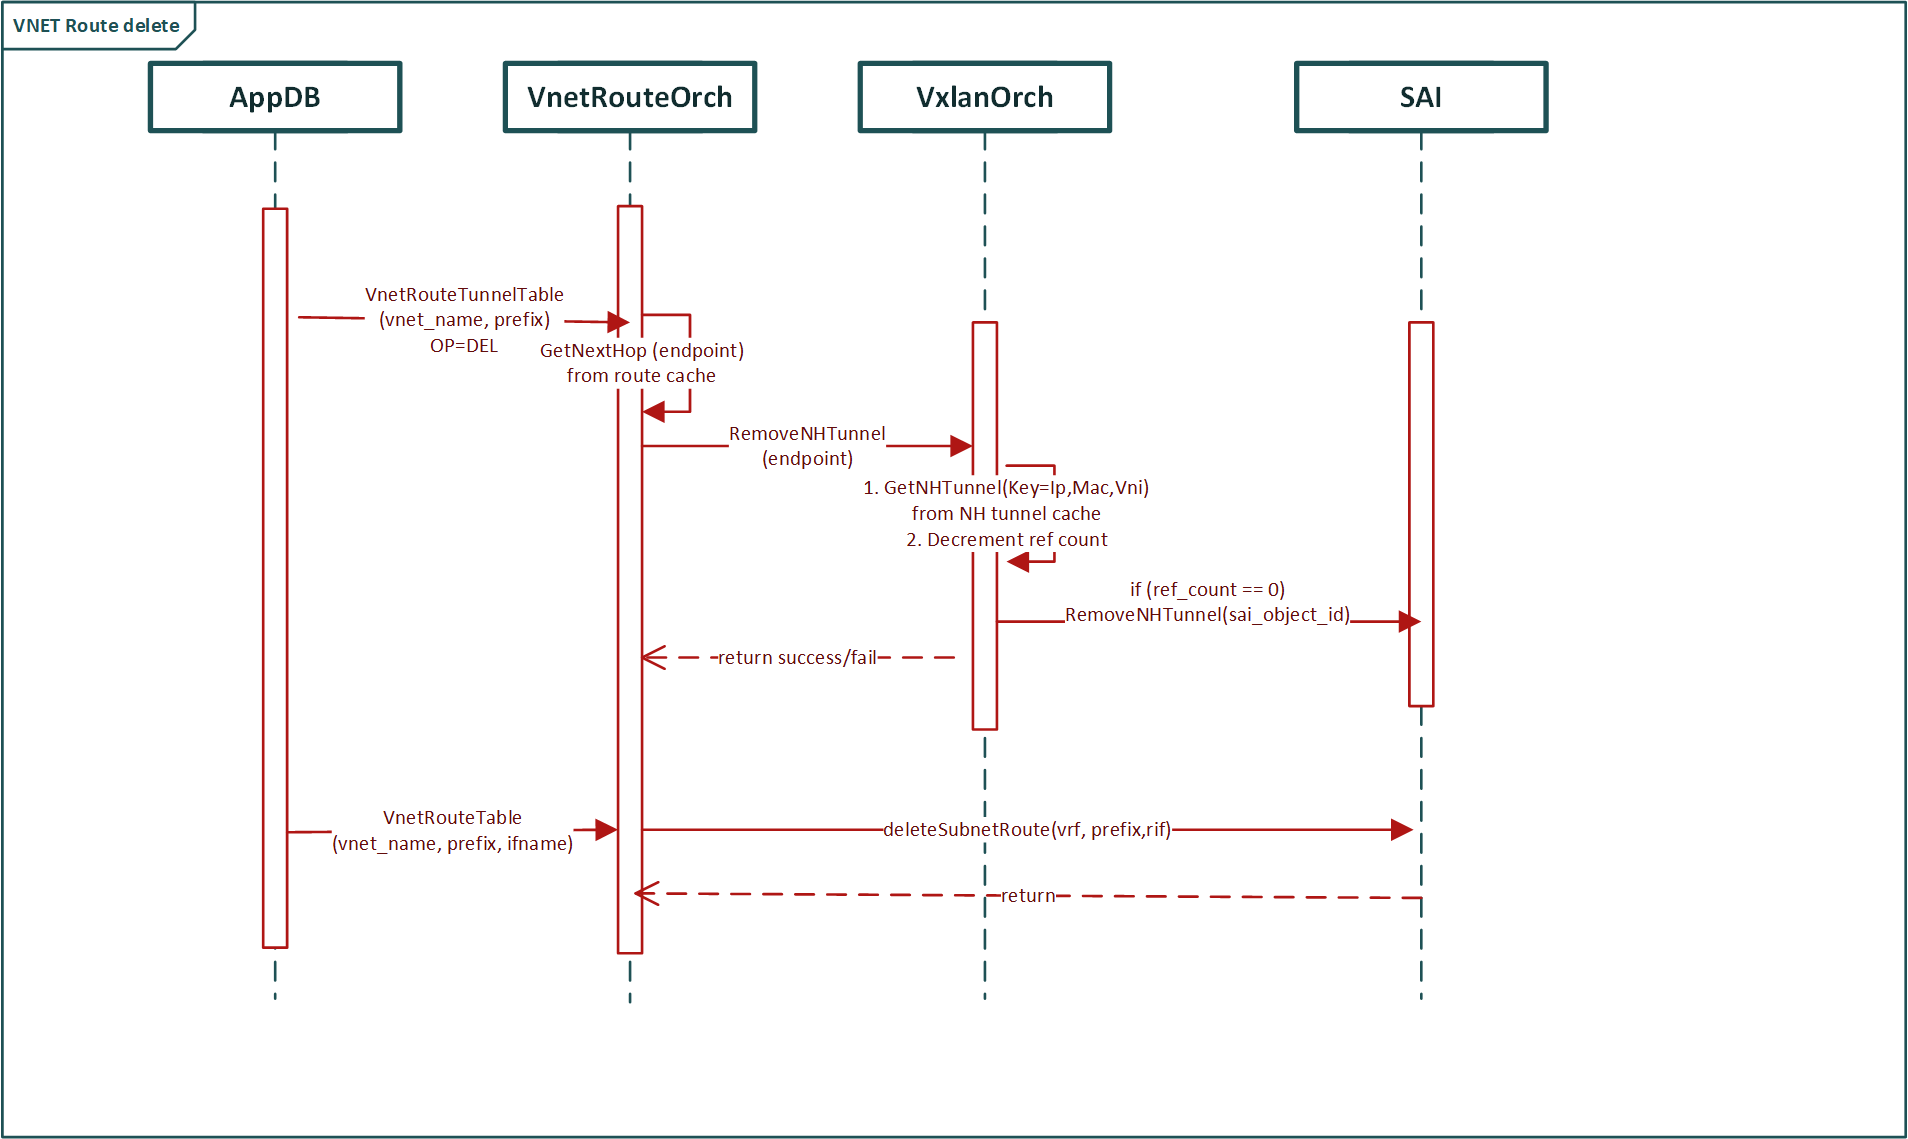 VNET Route delete
AppDB
VnetRouteOrch
VxlanOrch
SAI
VnetRouteTunnelTable
(vnet_name, prefix)
OP=DEL
GetNextHop (endpoint)
from route cache
RemoveNHTunnel
(endpoint)
1. GetNHTunnel(Key=Ip,Mac,Vni)
from NH tunnel cache
2. Decrement ref count
if (ref_count == 0)
RemoveNHTunnel(sai_object_id)
return success/fail
VnetRouteTable
(vnet_name, prefix, ifname)
deleteSubnetRoute(vrf, prefix,rif)
return